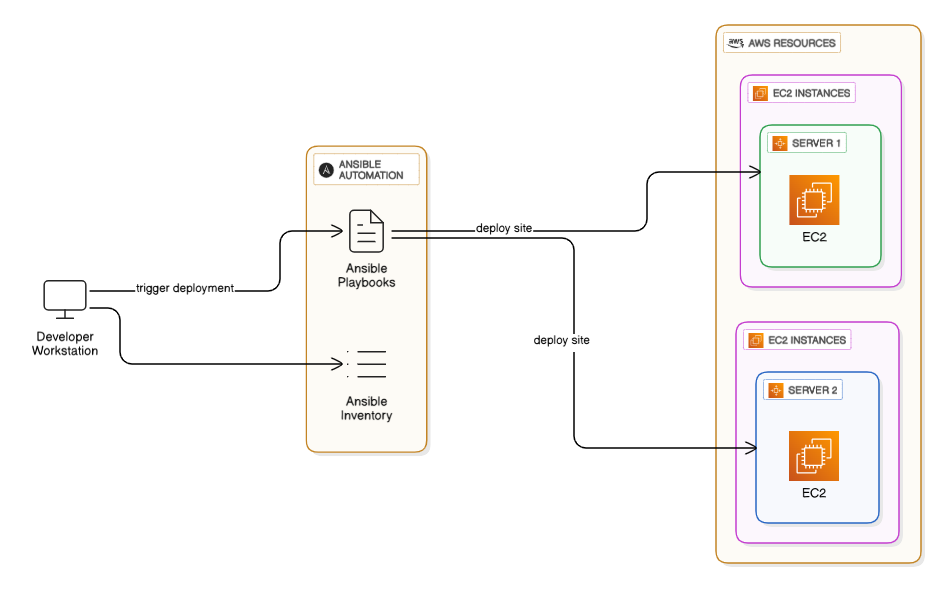 aws
AWS RESOURCES
EC2 INSTANCES
SERVER 1
EC2
ANSIBLE
AUTOMATION
deploy site
Ansible
Playbooks
trigger deployment
Developer
Workstation
deploy site
EC2 INSTANCES
SERVER 2
Ansible
Inventory
EC2